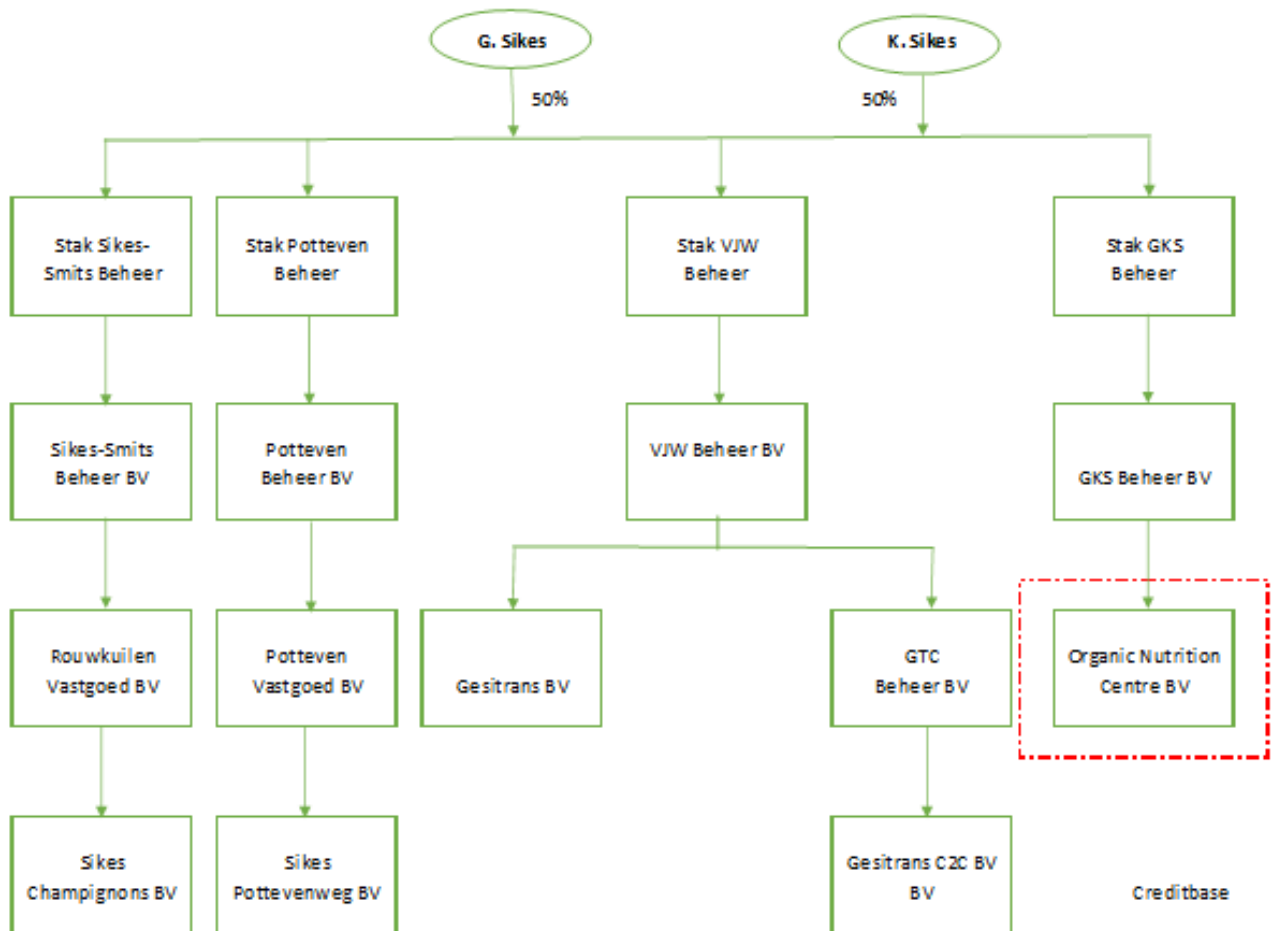 G. Sikes
K. Sikes
50%
50%
Stak Sikes-
Smits Beheer
Stak Potteven
Beheer
Stak VJW
Beheer
Stak GKS
Beheer
Sikes-Smits
Beheer BV
Potteven
Beheer BV
VJW Beheer BV
GKS Beheer BV
Rouwkuilen
Vastgoed BV
Potteven
Vastgoed BV
Gesitrans BV
GTC
Beheer BV
Organic Nutrition
Centre BV
Sikes
Champignons BV
Sikes
Pottevenweg BV
Gesitrans C2C BV
BV
Creditbase